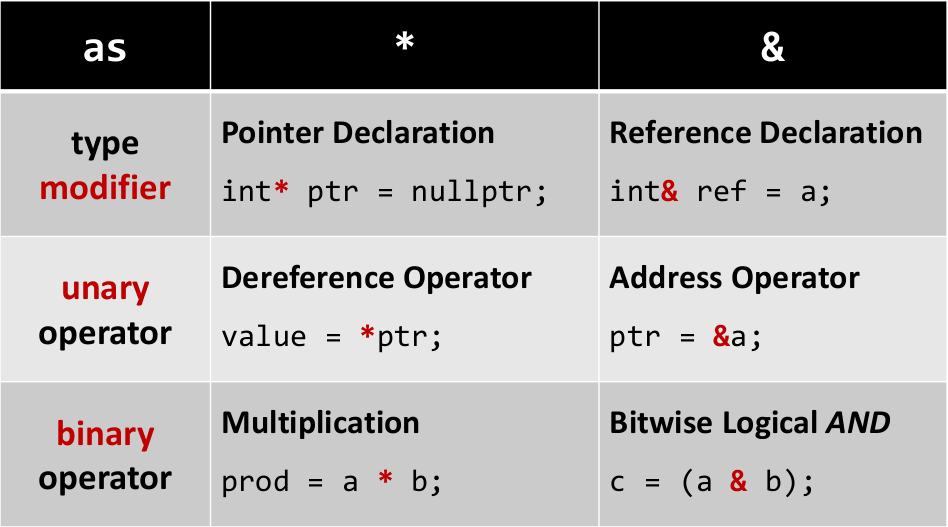 as * &
type modifier
Pointer Declaration
int* ptr = nullptr;
Reference Declaration
int& ref = a;
unary operator
Dereference Operator
value = *ptr;
Address Operator
ptr = &a;
binary operator
Multiplication
prod = a * b;
Bitwise Logical AND
c = (a & b);